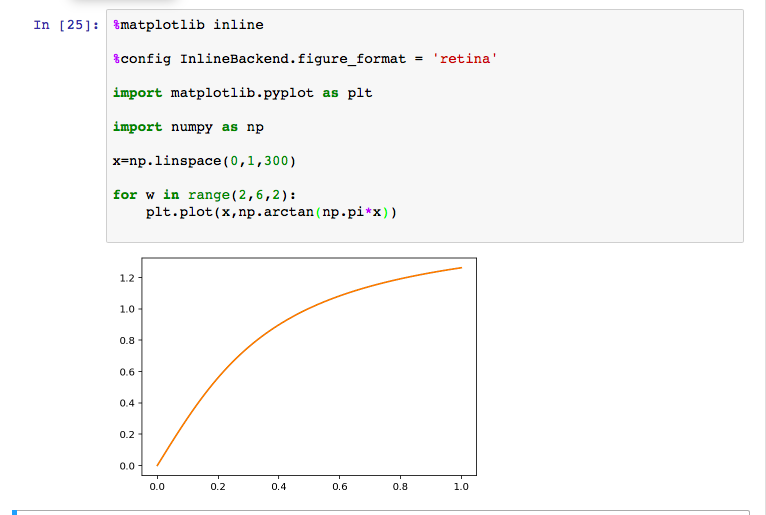 In [25]: %matplotlib inline
%config InlineBackend.figure_format = 'retina'
import matplotlib.pyplot as plt
import numpy as np
x=np.linspace(0,1,300)
for w in range(2,6,2):
    plt.plot(x,np.arctan(np.pi*x))
1.2
1.0
0.8
0.6
0.4
0.2
0.0
0.0 0.2 0.4 0.6 0.8 1.0